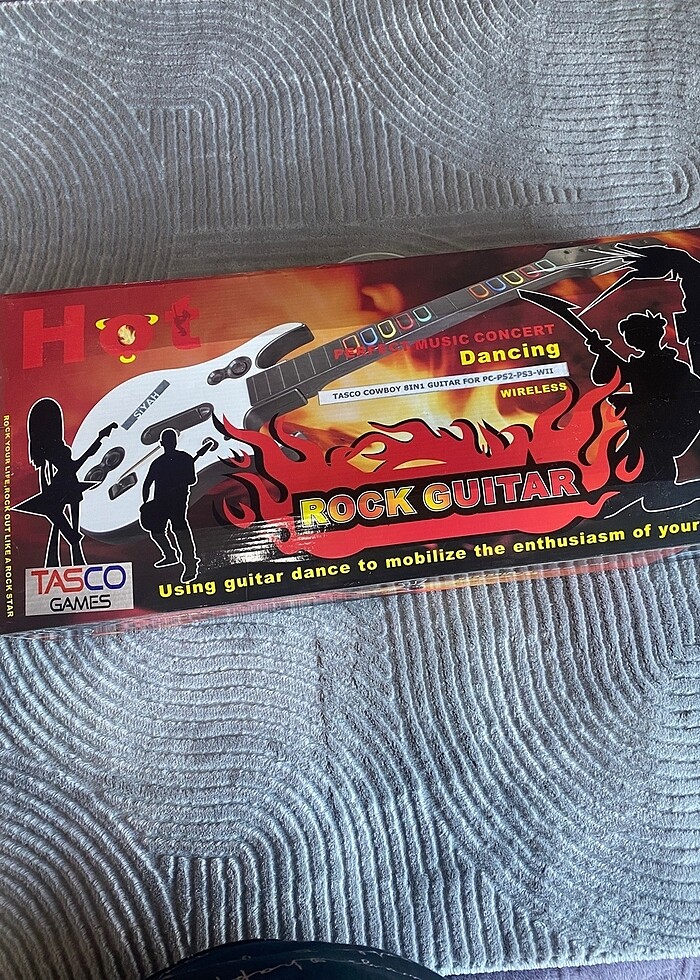 Hot
PERFECT MUSIC CONCERT
Dancing
TASCO COWBOY 8IN1 GUITAR FOR PC-PS2-PS3-WII
WIRELESS
SIYAH
ROCK YOUR LIFE,ROCK OUT LIKE A ROCK STAR
ROCK GUITAR
Using guitar dance to mobilize the enthusiasm of your
TASCO
GAMES